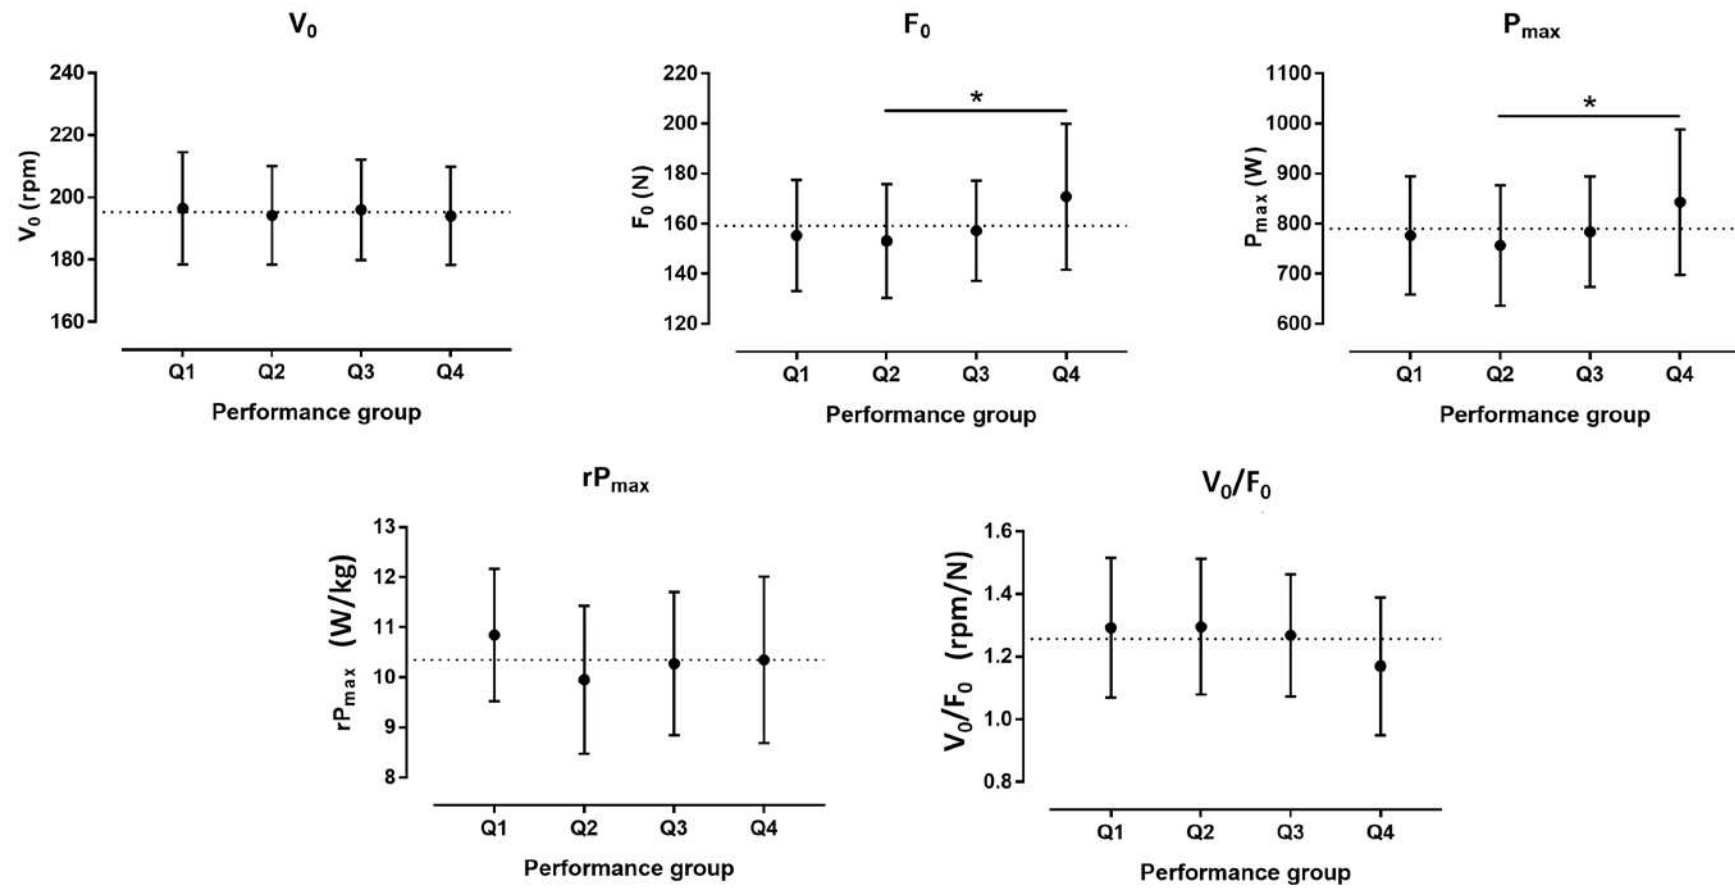 V₀
240
220
200
180
160
V₀ (rpm)
Q1 Q2 Q3 Q4
Performance group
F₀
220
200
180
160
140
120
F₀ (N)
*
Q1 Q2 Q3 Q4
Performance group
Pmax
1100
1000
900
800
700
600
Pmax (W)
*
Q1 Q2 Q3 Q4
Performance group
rPmax
13
12
11
10
9
8
rPmax (W/kg)
Q1 Q2 Q3 Q4
Performance group
V₀/F₀
1.6
1.4
1.2
1.0
0.8
V₀/F₀ (rpm/N)
Q1 Q2 Q3 Q4
Performance group